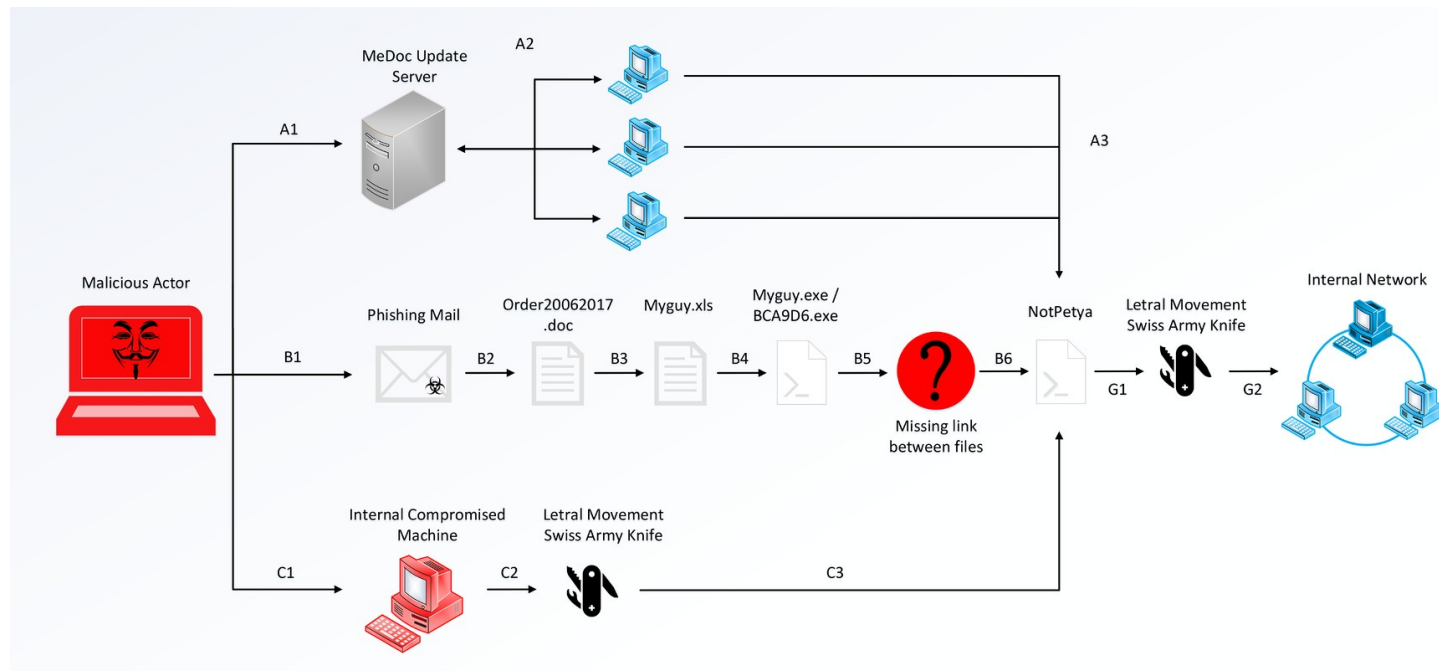 MeDoc Update
Server
A1
A2
A3
Malicious Actor
B1
Phishing Mail
B2
Order20062017
.doc
B3
Myguy.xls
B4
Myguy.exe /
BCA9D6.exe
B5
Missing link
between files
B6
NotPetya
G1
Letral Movement
Swiss Army Knife
G2
Internal Network
C1
Internal Compromised
Machine
C2
Letral Movement
Swiss Army Knife
C3